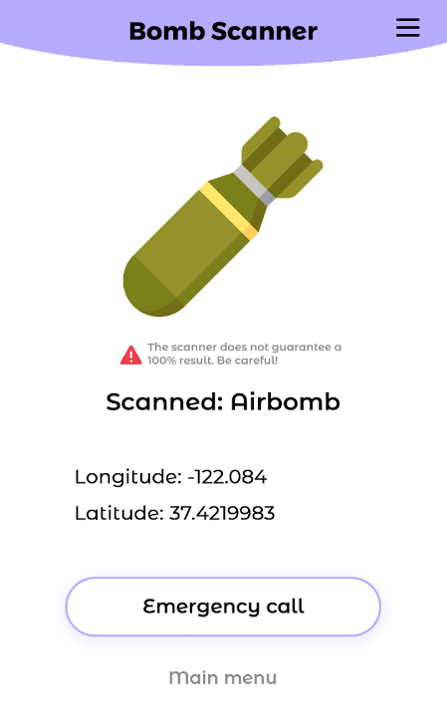 Bomb Scanner
The scanner does not guarantee a
100% result. Be careful!
Scanned: Airbomb
Longitude: -122.084
Latitude: 37.4219983
Emergency call
Main menu